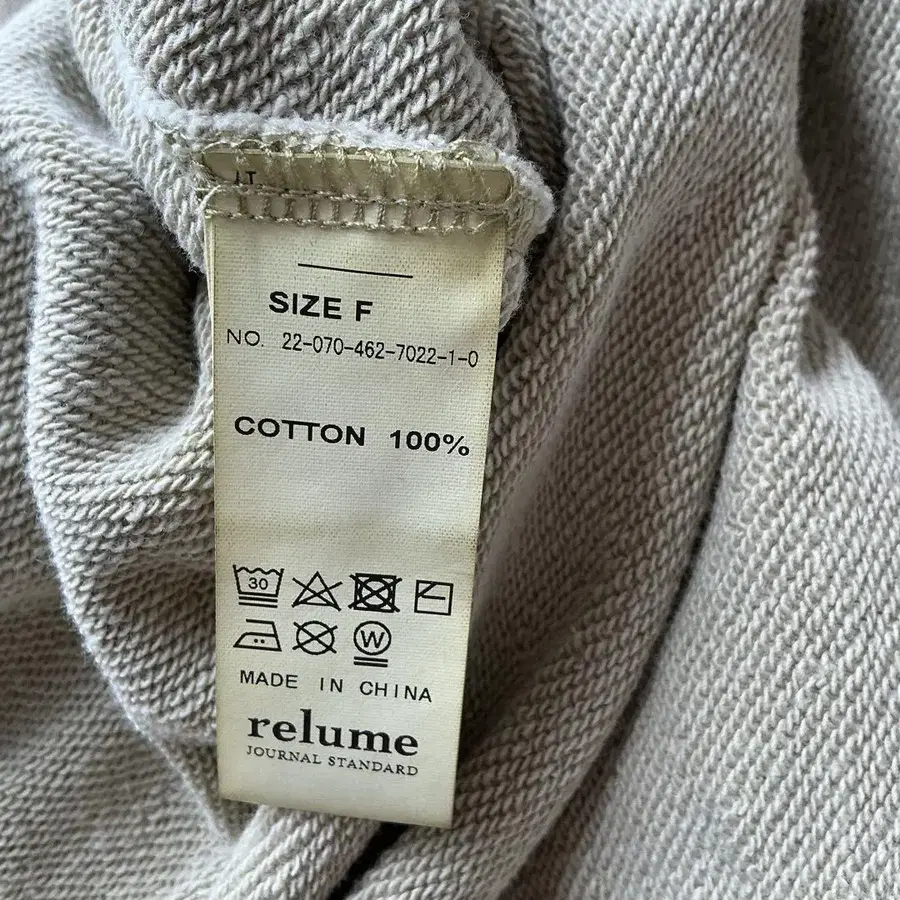 SIZE F
NO. 22-070-462-7022-1-0
COTTON 100%
30
W
MADE IN CHINA
relume
JOURNAL STANDARD